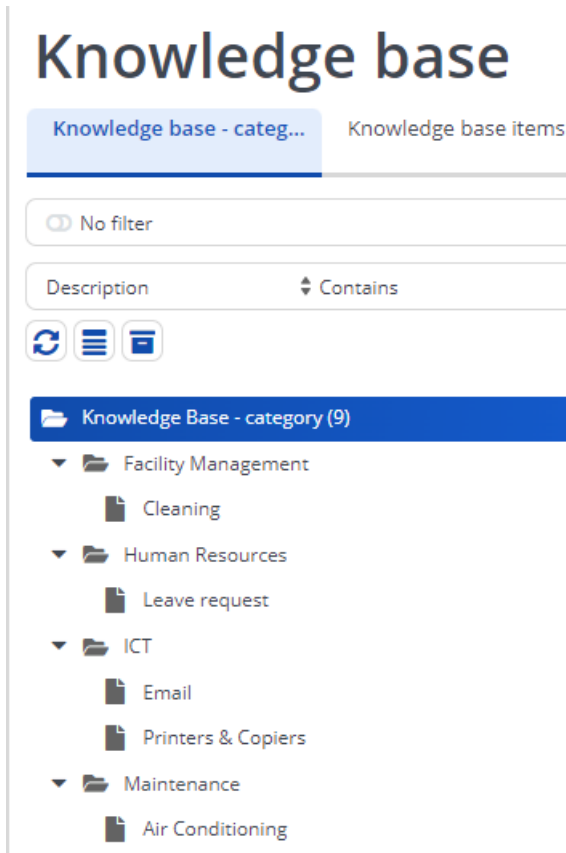 Knowledge base
Knowledge base - categ... Knowledge base items
No filter
Description Contains
Knowledge Base - category (9)
Facility Management
Cleaning
Human Resources
Leave request
ICT
Email
Printers & Copiers
Maintenance
Air Conditioning